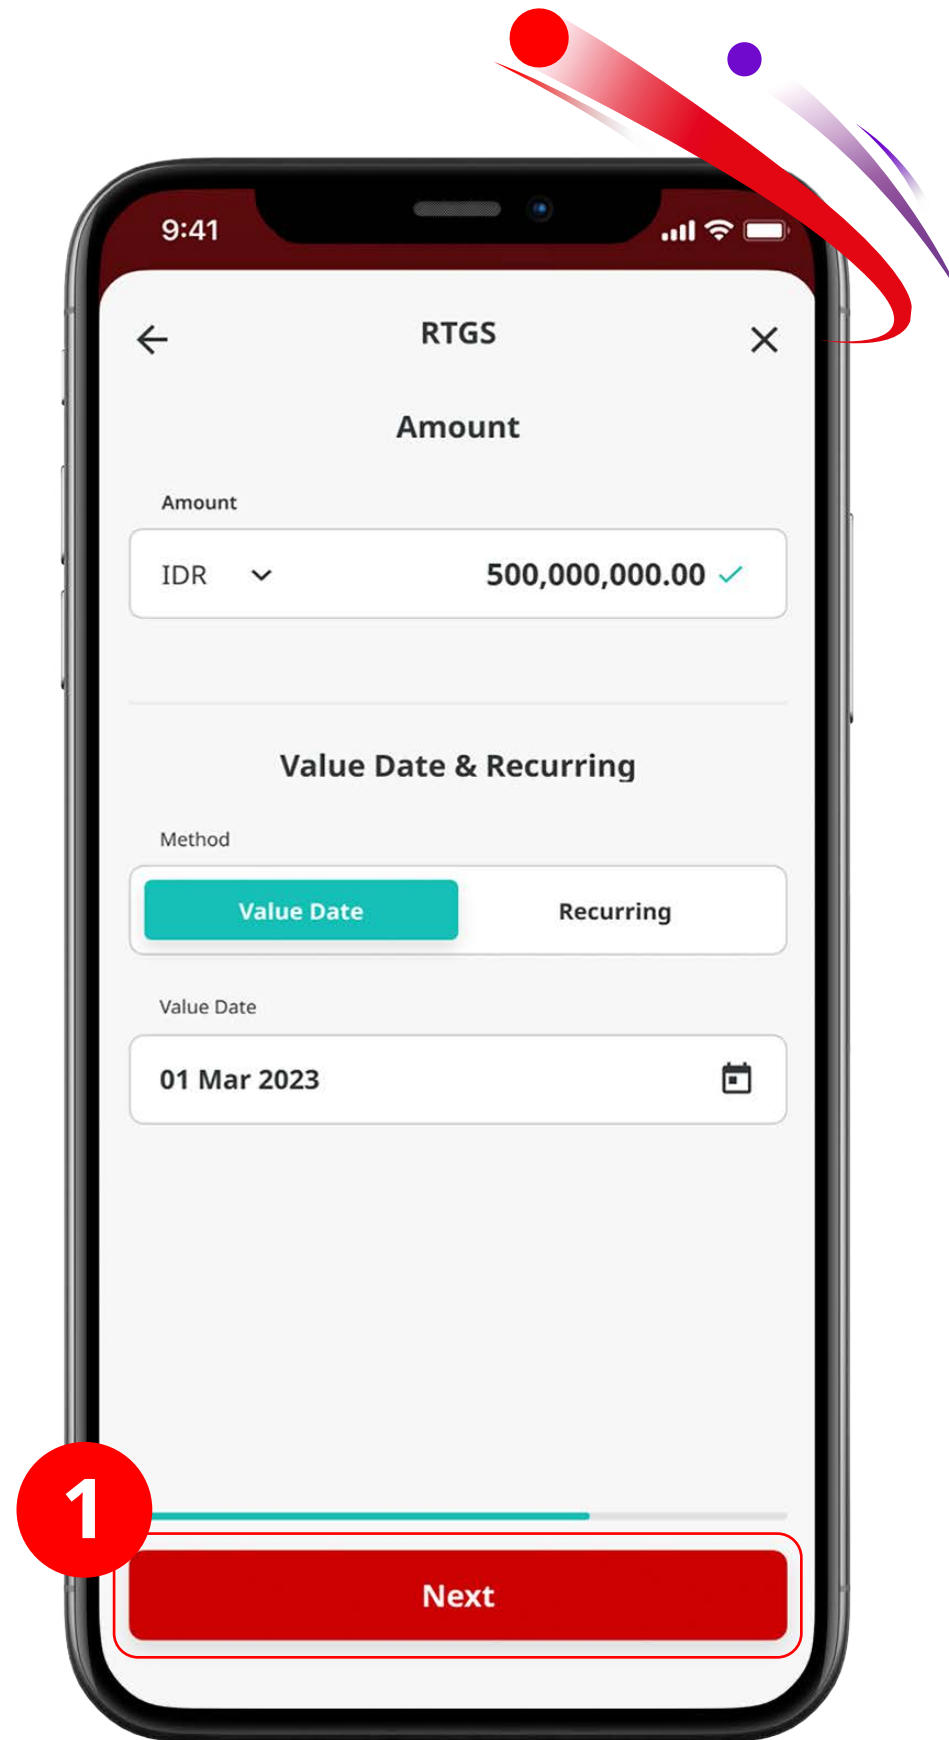 9:41
RTGS
Amount
Amount
IDR 500,000,000.00
Value Date & Recurring
Method
Value Date Recurring
Value Date
01 Mar 2023
1
Next